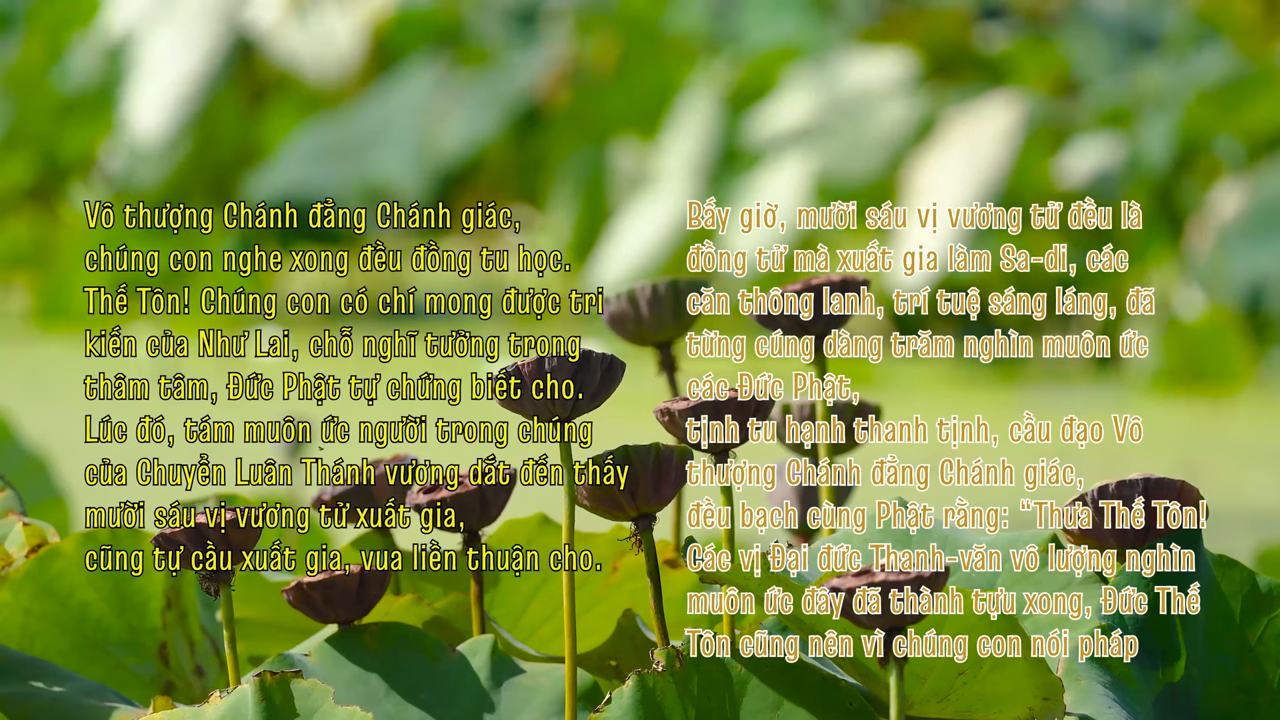 Vô thượng Chánh đẳng Chánh giác,
chúng con nghe xong đều đồng tu học.
Thế Tôn! Chúng con có chí mong được tri
kiến của Như Lai, chỗ nghĩ tưởng trong
thâm tâm, Đức Phật tự chứng biết cho.
Lúc đó, tám muôn ức người trong chúng
của Chuyển Luân Thánh vương dắt đến thấy
mười sáu vị vương tử xuất gia,
cũng tự cầu xuất gia, vua liền thuận cho.
Bấy giờ, mười sáu vị vương tử đều là
đồng tử mà xuất gia làm Sa-di, các
căn thông lanh, trí tuệ sáng láng, đã
từng cúng dàng trăm nghìn muôn ức
các Đức Phật,
tịnh tu hạnh thanh tịnh, cầu đạo Vô
thượng Chánh đẳng Chánh giác,
đều bạch cùng Phật rằng: “Thưa Thế Tôn!
Các vị Đại đức Thanh-văn vô lượng nghìn
muôn ức đây đã thành tựu xong, Đức Thế
Tôn cũng nên vì chúng con nói pháp